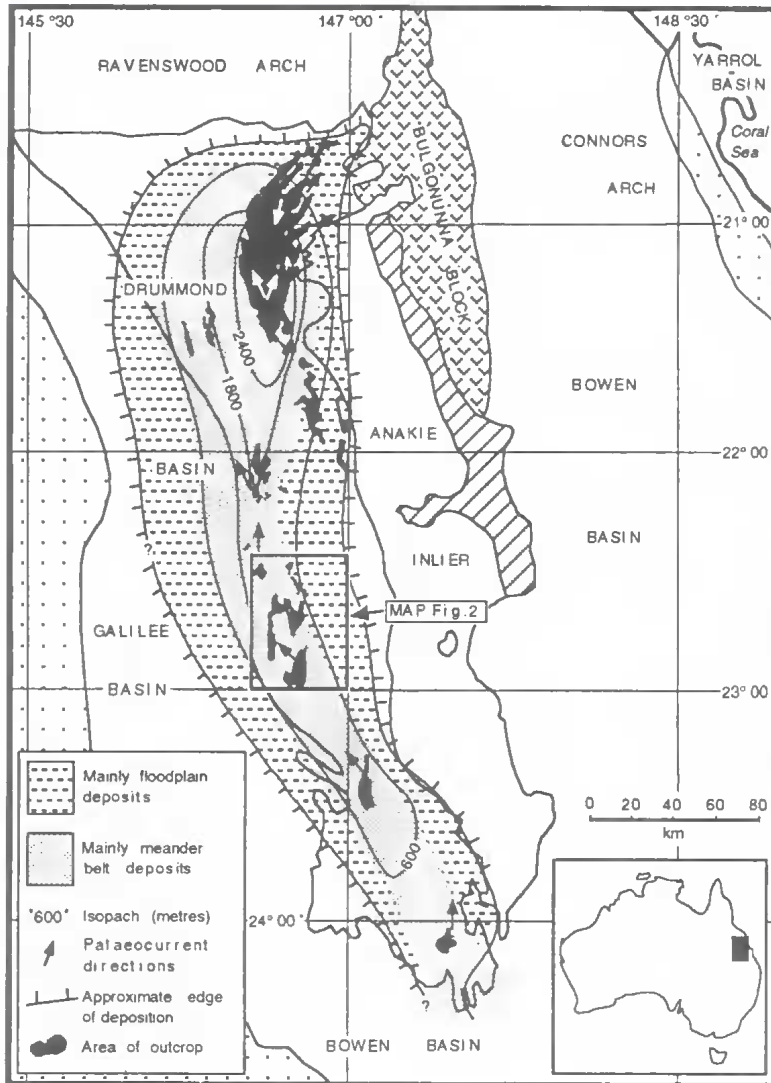 145°30'
147°00'
148°30'
RAVENSWOOD ARCH
YARROL
BASIN
Coral
Sea
CONNORS
ARCH
BULGONUNNA
BLOCK
21°00'
DRUMMOND
2400
1800
BOWEN
ANAKIE
22°00'
BASIN
BASIN
INLIER
?
MAP Fig.2
GALILEE
BASIN
23°00'
Mainly floodplain
deposits
Mainly meander
belt deposits
"600" Isopach (metres)
Palaeocurrent
directions
Approximate edge
of deposition
Area of outcrop
0 20 40 60 80
km
600
24°00'
?
BOWEN BASIN